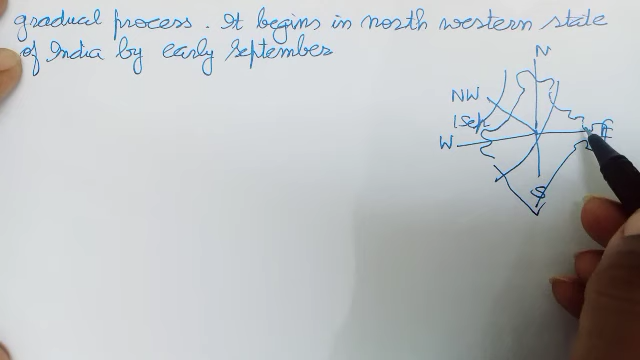 gradual process. It begins in north western state
of India by early September
N
NW
1 Sep
W
E
S